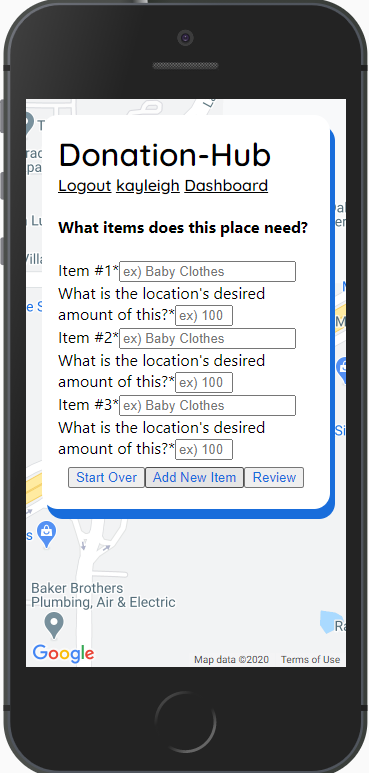 Donation-Hub
Logout kayleigh Dashboard
What items does this place need?
Item #1* ex) Baby Clothes
What is the location's desired
amount of this?* ex) 100
Item #2* ex) Baby Clothes
What is the location's desired
amount of this?* ex) 100
Item #3* ex) Baby Clothes
What is the location's desired
amount of this?* ex) 100
Start Over Add New Item Review
Baker Brothers
Plumbing, Air & Electric
Google
Map data ©2020 Terms of Use